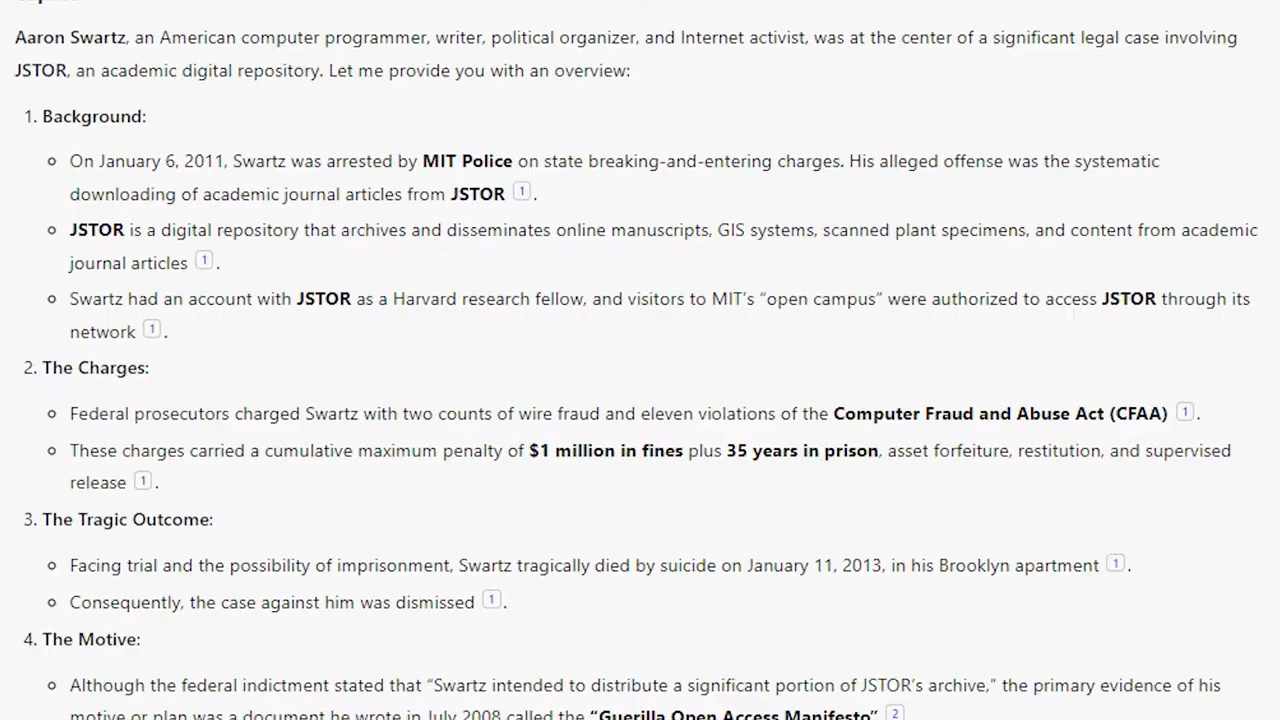 Aaron Swartz, an American computer programmer, writer, political organizer, and Internet activist, was at the center of a significant legal case involving
JSTOR, an academic digital repository. Let me provide you with an overview:
1. Background:
On January 6, 2011, Swartz was arrested by MIT Police on state breaking-and-entering charges. His alleged offense was the systematic
downloading of academic journal articles from JSTOR 1.
JSTOR is a digital repository that archives and disseminates online manuscripts, GIS systems, scanned plant specimens, and content from academic
journal articles 1.
Swartz had an account with JSTOR as a Harvard research fellow, and visitors to MIT's “open campus” were authorized to access JSTOR through its
network 1.
2. The Charges:
Federal prosecutors charged Swartz with two counts of wire fraud and eleven violations of the Computer Fraud and Abuse Act (CFAA) 1.
These charges carried a cumulative maximum penalty of $1 million in fines plus 35 years in prison, asset forfeiture, restitution, and supervised
release 1.
3. The Tragic Outcome:
Facing trial and the possibility of imprisonment, Swartz tragically died by suicide on January 11, 2013, in his Brooklyn apartment 1.
Consequently, the case against him was dismissed 1.
4. The Motive:
Although the federal indictment stated that “Swartz intended to distribute a significant portion of JSTOR's archive,” the primary evidence of his
motive or plan was a document he wrote in July 2008 called the “Guerilla Open Access Manifesto” 2